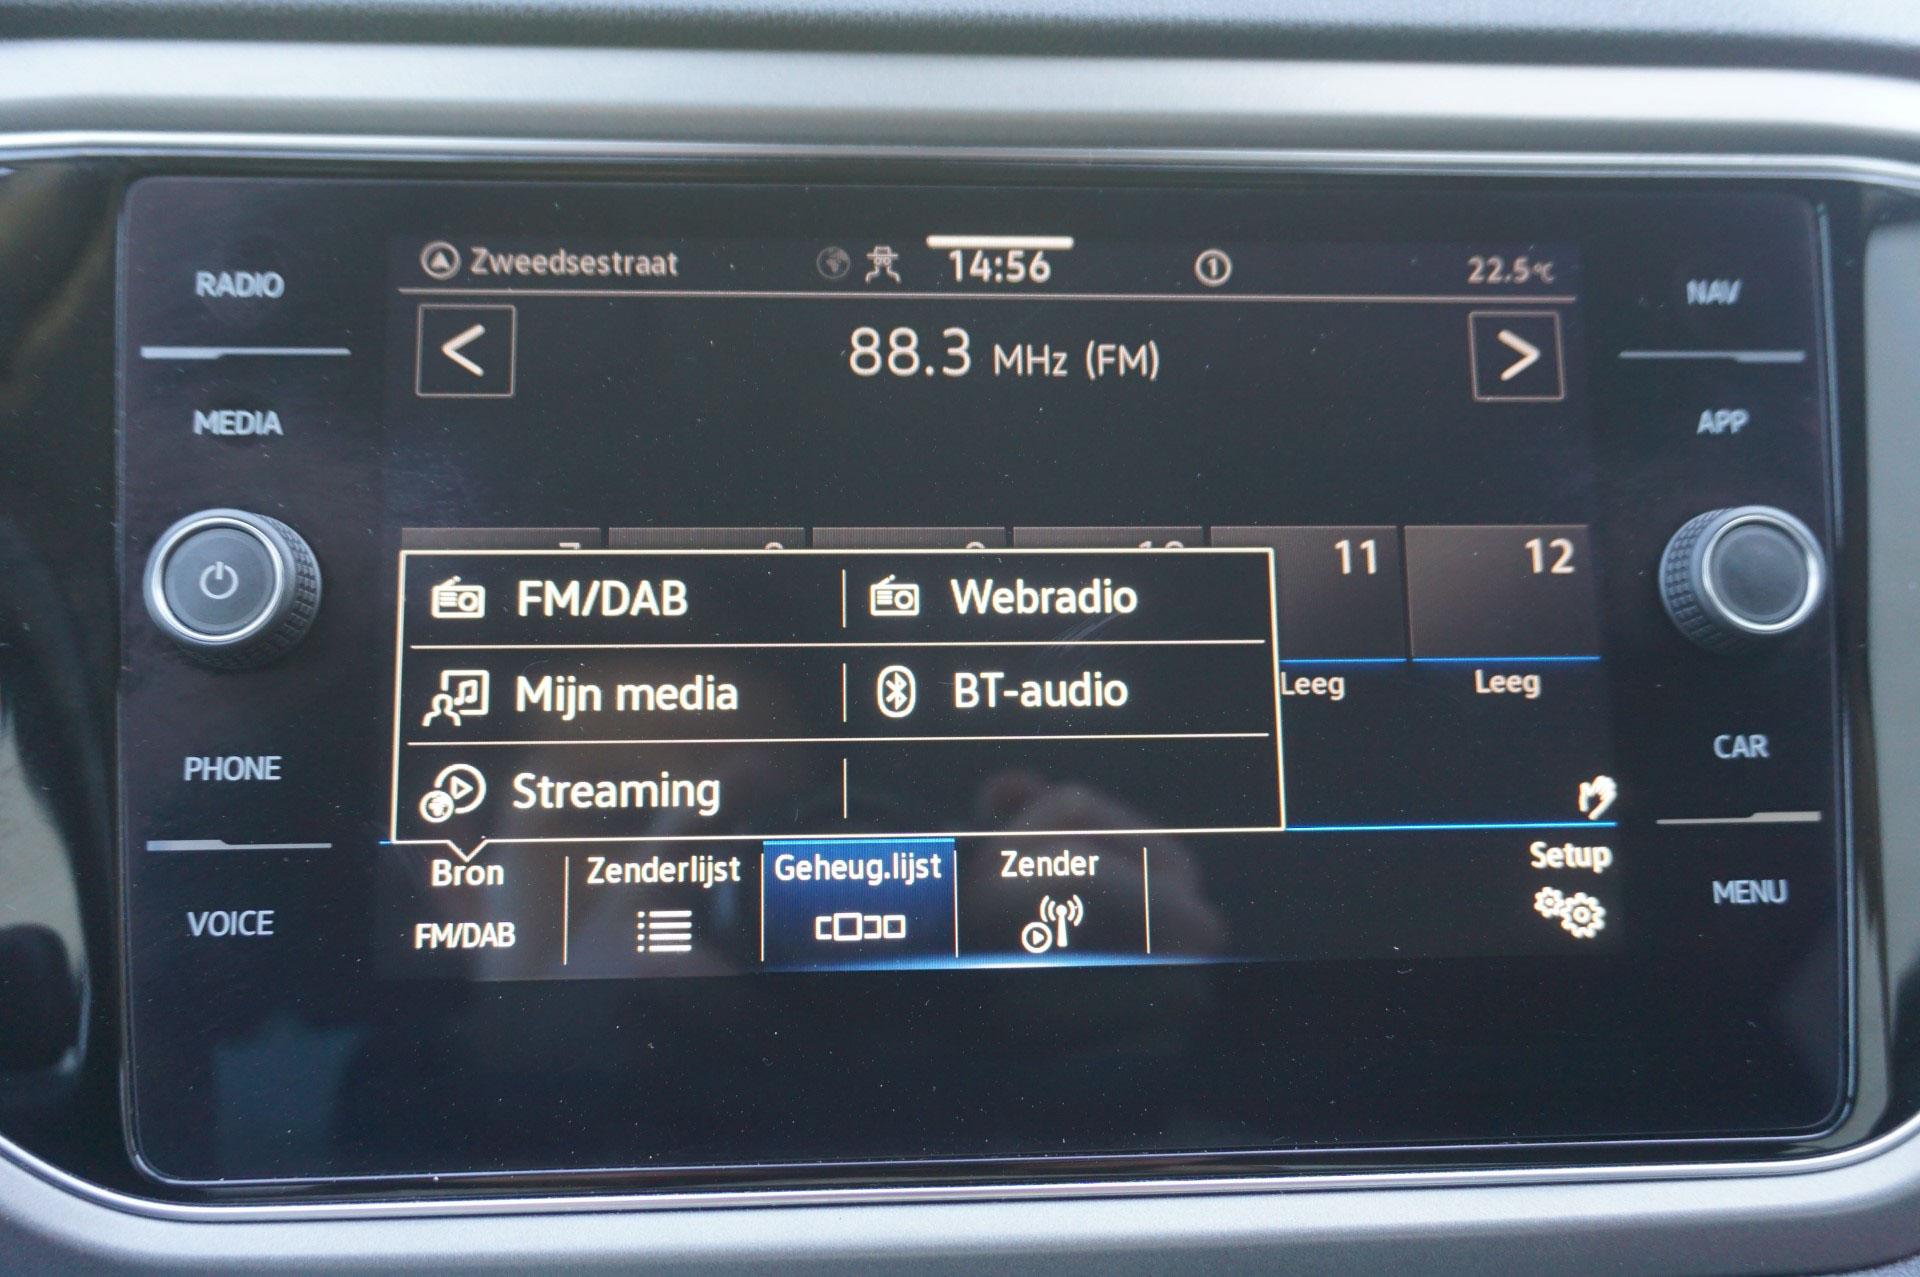 RADIO
MEDIA
PHONE
VOICE
Zweedsestraat
14:56
1
22.5°C
<
88.3 MHz (FM)
>
11
12
FM/DAB
Webradio
Mijn media
BT-audio
Streaming
Leeg
Leeg
Bron
FM/DAB
Zenderlijst
Geheug.lijst
Zender
Setup
NAV
APP
CAR
MENU